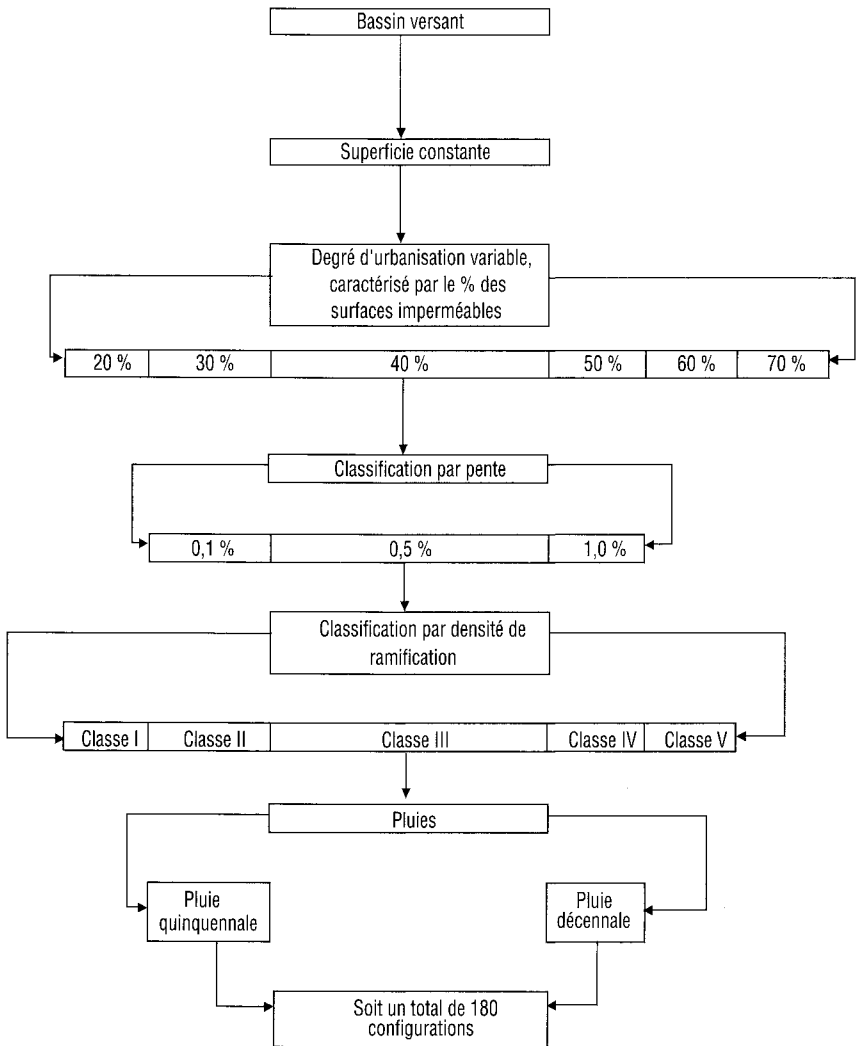 Bassin versant
Superficie constante
Degré d'urbanisation variable,
caractérisé par le % des
surfaces imperméables
20 % 30 % 40 % 50 % 60 % 70 %
Classification par pente
0,1 % 0,5 % 1,0 %
Classification par densité de
ramification
Classe I Classe II Classe III Classe IV Classe V
Pluies
Pluie
quinquennale
Pluie
décennale
Soit un total de 180
configurations